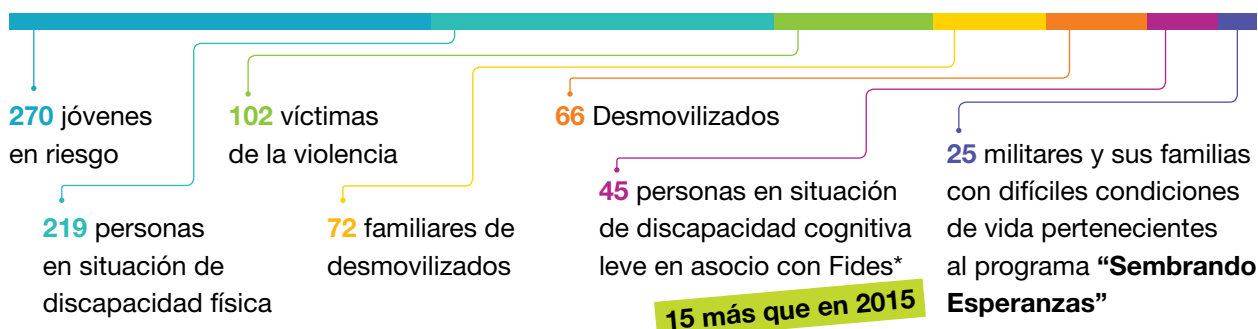 270 jóvenes
en riesgo
219 personas
en situación de
discapacidad física
102 víctimas
de la violencia
72 familiares de
desmovilizados
66 Desmovilizados
45 personas en situación
de discapacidad cognitiva
leve en asocio con Fides*
15 más que en 2015
25 militares y sus familias
con difíciles condiciones
de vida pertenecientes
al programa “Sembrando
Esperanzas”